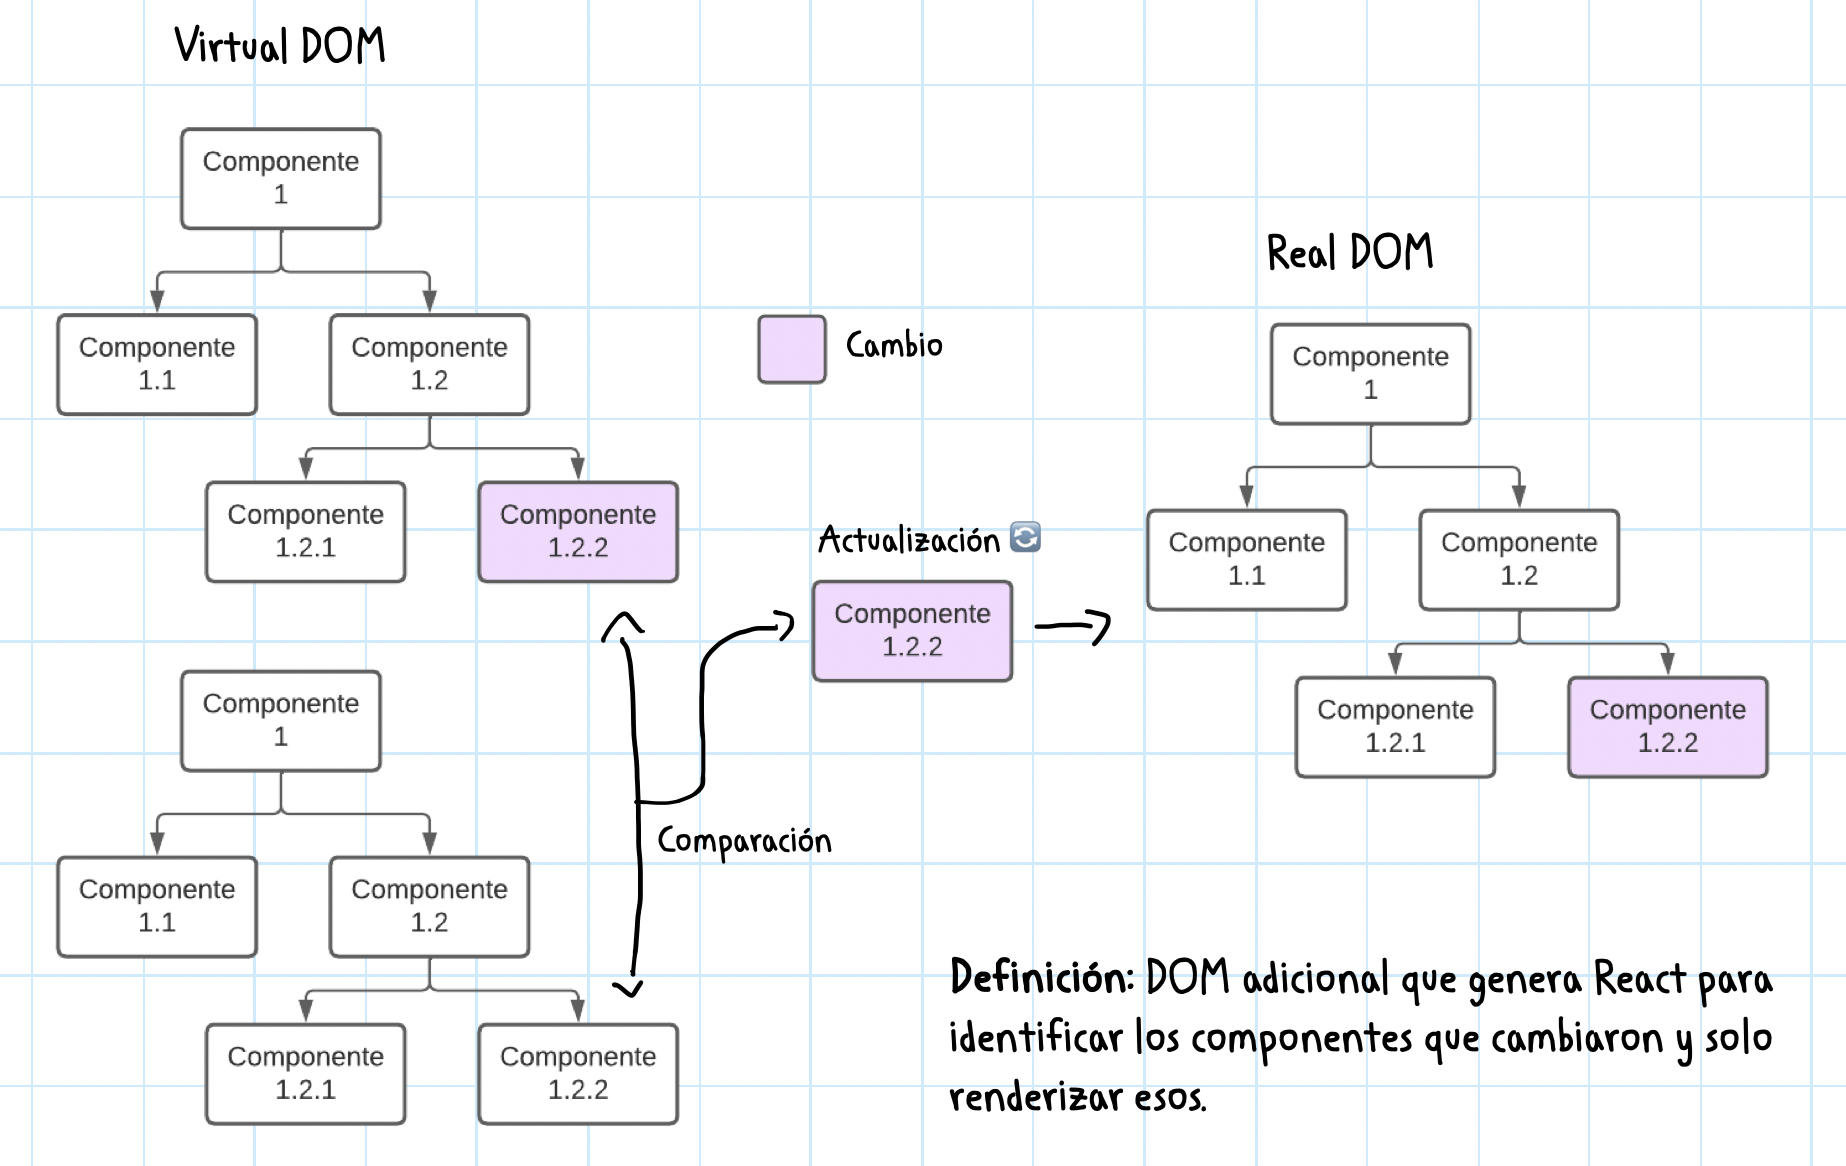 Virtual DOM
Componente
1
Componente
1.1
Componente
1.2
Componente
1.2.1
Componente
1.2.2
Componente
1
Componente
1.1
Componente
1.2
Componente
1.2.1
Componente
1.2.2
Comparación
Cambio
Actualización
Componente
1.2.2
Real DOM
Componente
1
Componente
1.1
Componente
1.2
Componente
1.2.1
Componente
1.2.2
Definición: DOM adicional que genera React para
identificar los componentes que cambiaron y solo
renderizar esos.